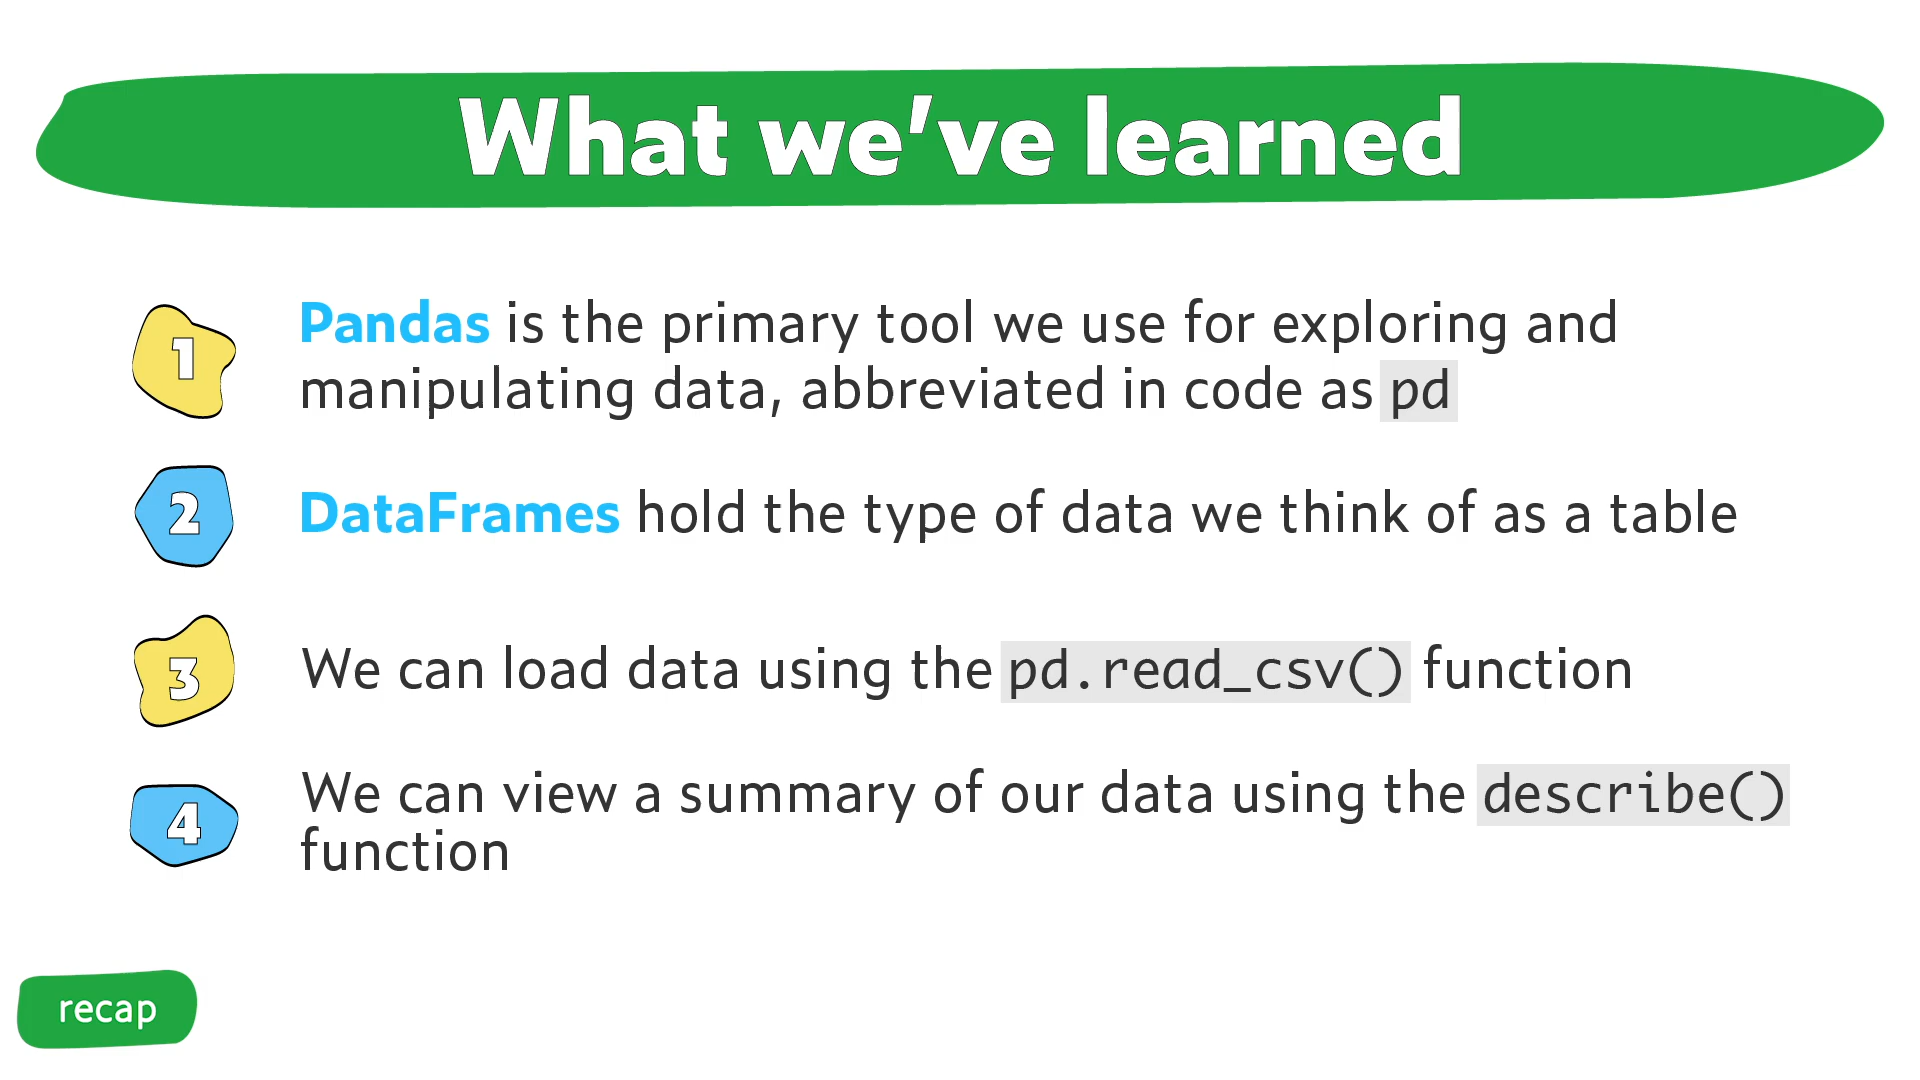 What we've learned
1
Pandas is the primary tool we use for exploring and
manipulating data, abbreviated in code as pd
2
DataFrames hold the type of data we think of as a table
3
We can load data using the pd.read_csv() function
4
We can view a summary of our data using the describe()
function
recap